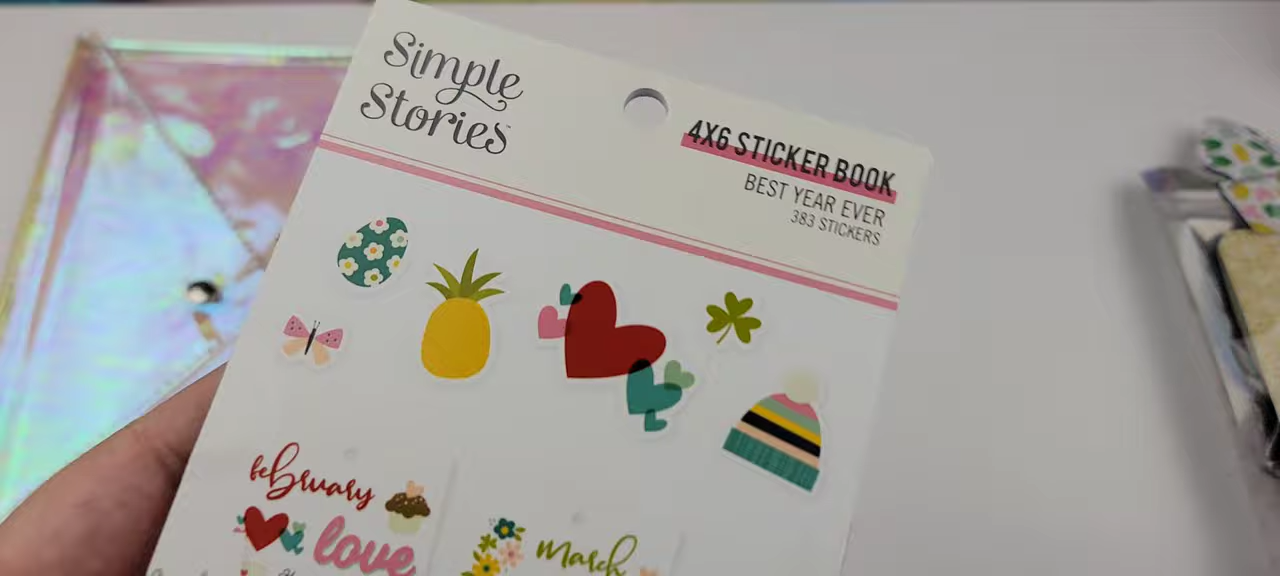 Simple
Stories
4X6 STICKER BOOK
BEST YEAR EVER
383 STICKERS
february
love
march